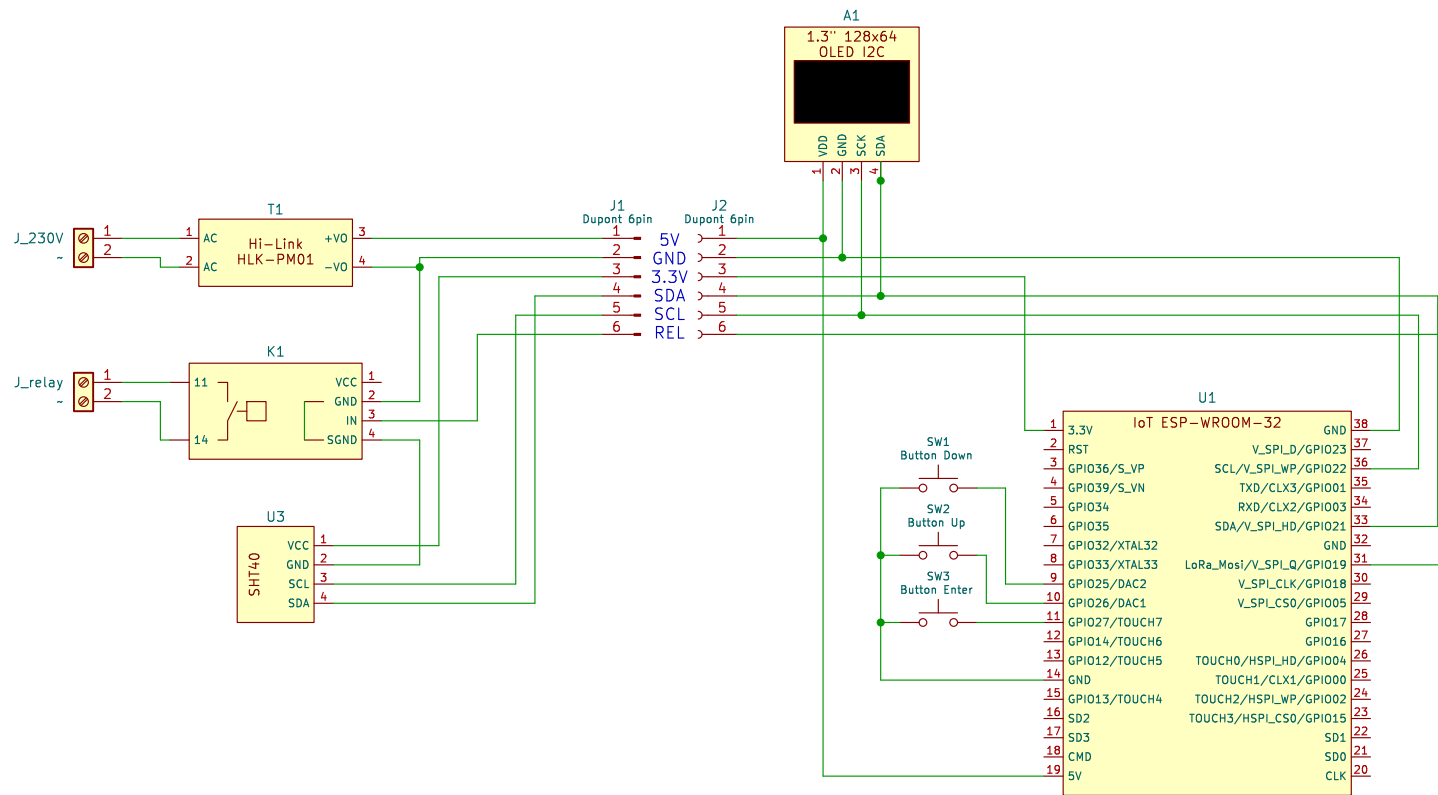 A1
1.3" 128x64
OLED I2C
VDD
GND
SCK
SDA
1
2
3
4
J_230V
~
1
2
T1
Hi-Link
HLK-PM01
1 AC
2 AC
+VO 3
-VO 4
J1
Dupont 6pin
J2
Dupont 6pin
1 5V 1
2 GND 2
3 3.3V 3
4 SDA 4
5 SCL 5
6 REL 6
J_relay
~
1
2
K1
11
14
VCC 1
GND 2
IN 3
SGND 4
U3
SHT40
VCC 1
GND 2
SCL 3
SDA 4
SW1
Button Down
SW2
Button Up
SW3
Button Enter
U1
IoT ESP-WROOM-32
1 3.3V
2 RST
3 GPIO36/S_VP
4 GPIO39/S_VN
5 GPIO34
6 GPIO35
7 GPIO32/XTAL32
8 GPIO33/XTAL33
9 GPIO25/DAC2
10 GPIO26/DAC1
11 GPIO27/TOUCH7
12 GPIO14/TOUCH6
13 GPIO12/TOUCH5
14 GND
15 GPIO13/TOUCH4
16 SD2
17 SD3
18 CMD
19 5V
GND 38
V_SPI_D/GPIO23 37
SCL/V_SPI_WP/GPIO22 36
TXD/CLX3/GPIO01 35
RXD/CLX2/GPIO03 34
SDA/V_SPI_HD/GPIO21 33
GND 32
LoRa_Mosi/V_SPI_Q/GPIO19 31
V_SPI_CLK/GPIO18 30
V_SPI_CS0/GPIO05 29
GPIO17 28
GPIO16 27
TOUCH0/HSPI_HD/GPIO04 26
TOUCH1/CLX1/GPIO00 25
TOUCH2/HSPI_WP/GPIO02 24
TOUCH3/HSPI_CS0/GPIO15 23
SD1 22
SD0 21
CLK 20